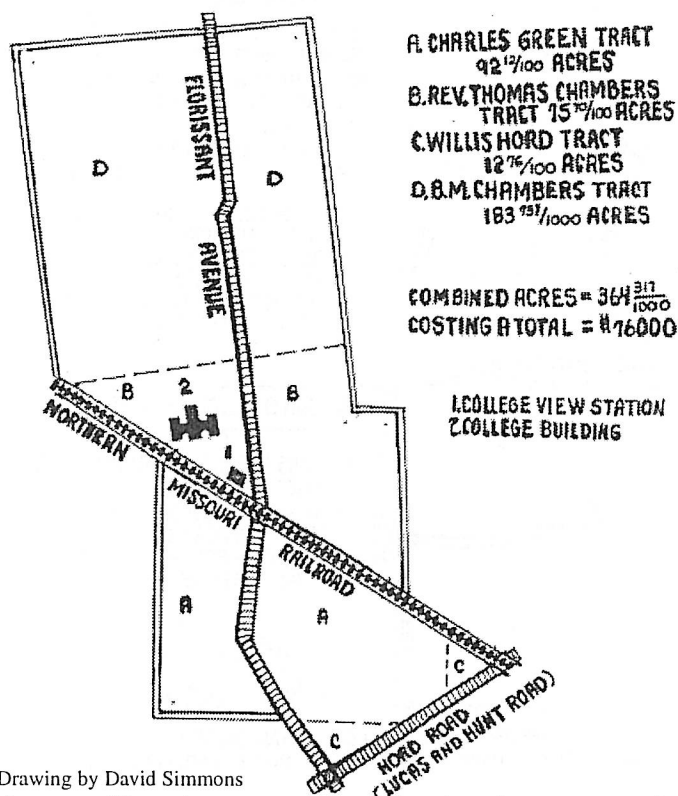 A. CHARLES GREEN TRACT
92 12/100 ACRES
B. REV. THOMAS CHAMBERS
TRACT 75 70/100 ACRES
C. WILLIS HORD TRACT
12 76/100 ACRES
D. B.M. CHAMBERS TRACT
183 737/1000 ACRES
COMBINED ACRES = 364 317/1000
COSTING A TOTAL = $76000
1. COLLEGE VIEW STATION
2. COLLEGE BUILDING
FLORISSANT
AVENUE
D
D
B
2
B
1
NORTHERN
MISSOURI
RAILROAD
A
A
C
C
HORD ROAD
(LUCAS AND HUNT ROAD)
Drawing by David Simmons